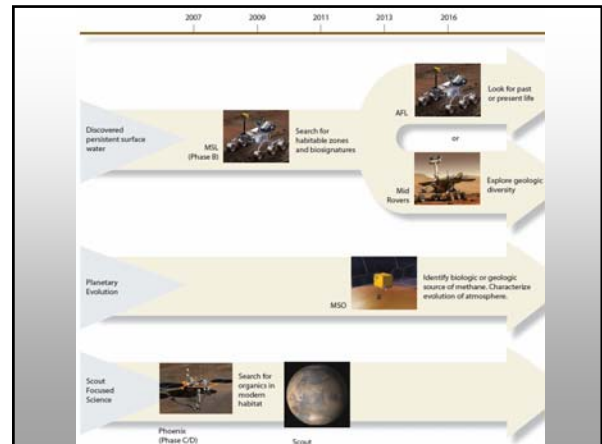 2007 2009 2011 2013 2016
Look for past
or present life
AFL
Discovered
persistent surface
water
MSL
(Phase B)
Search for
habitable zones
and biosignatures
or
Mid
Rovers
Explore geologic
diversity
Planetary
Evolution
MSO
Identify biologic or geologic
source of methane. Characterize
evolution of atmosphere.
Scout
Focused
Science
Search for
organics in
modern
habitat
Phoenix
(Phase C/D)
Scout